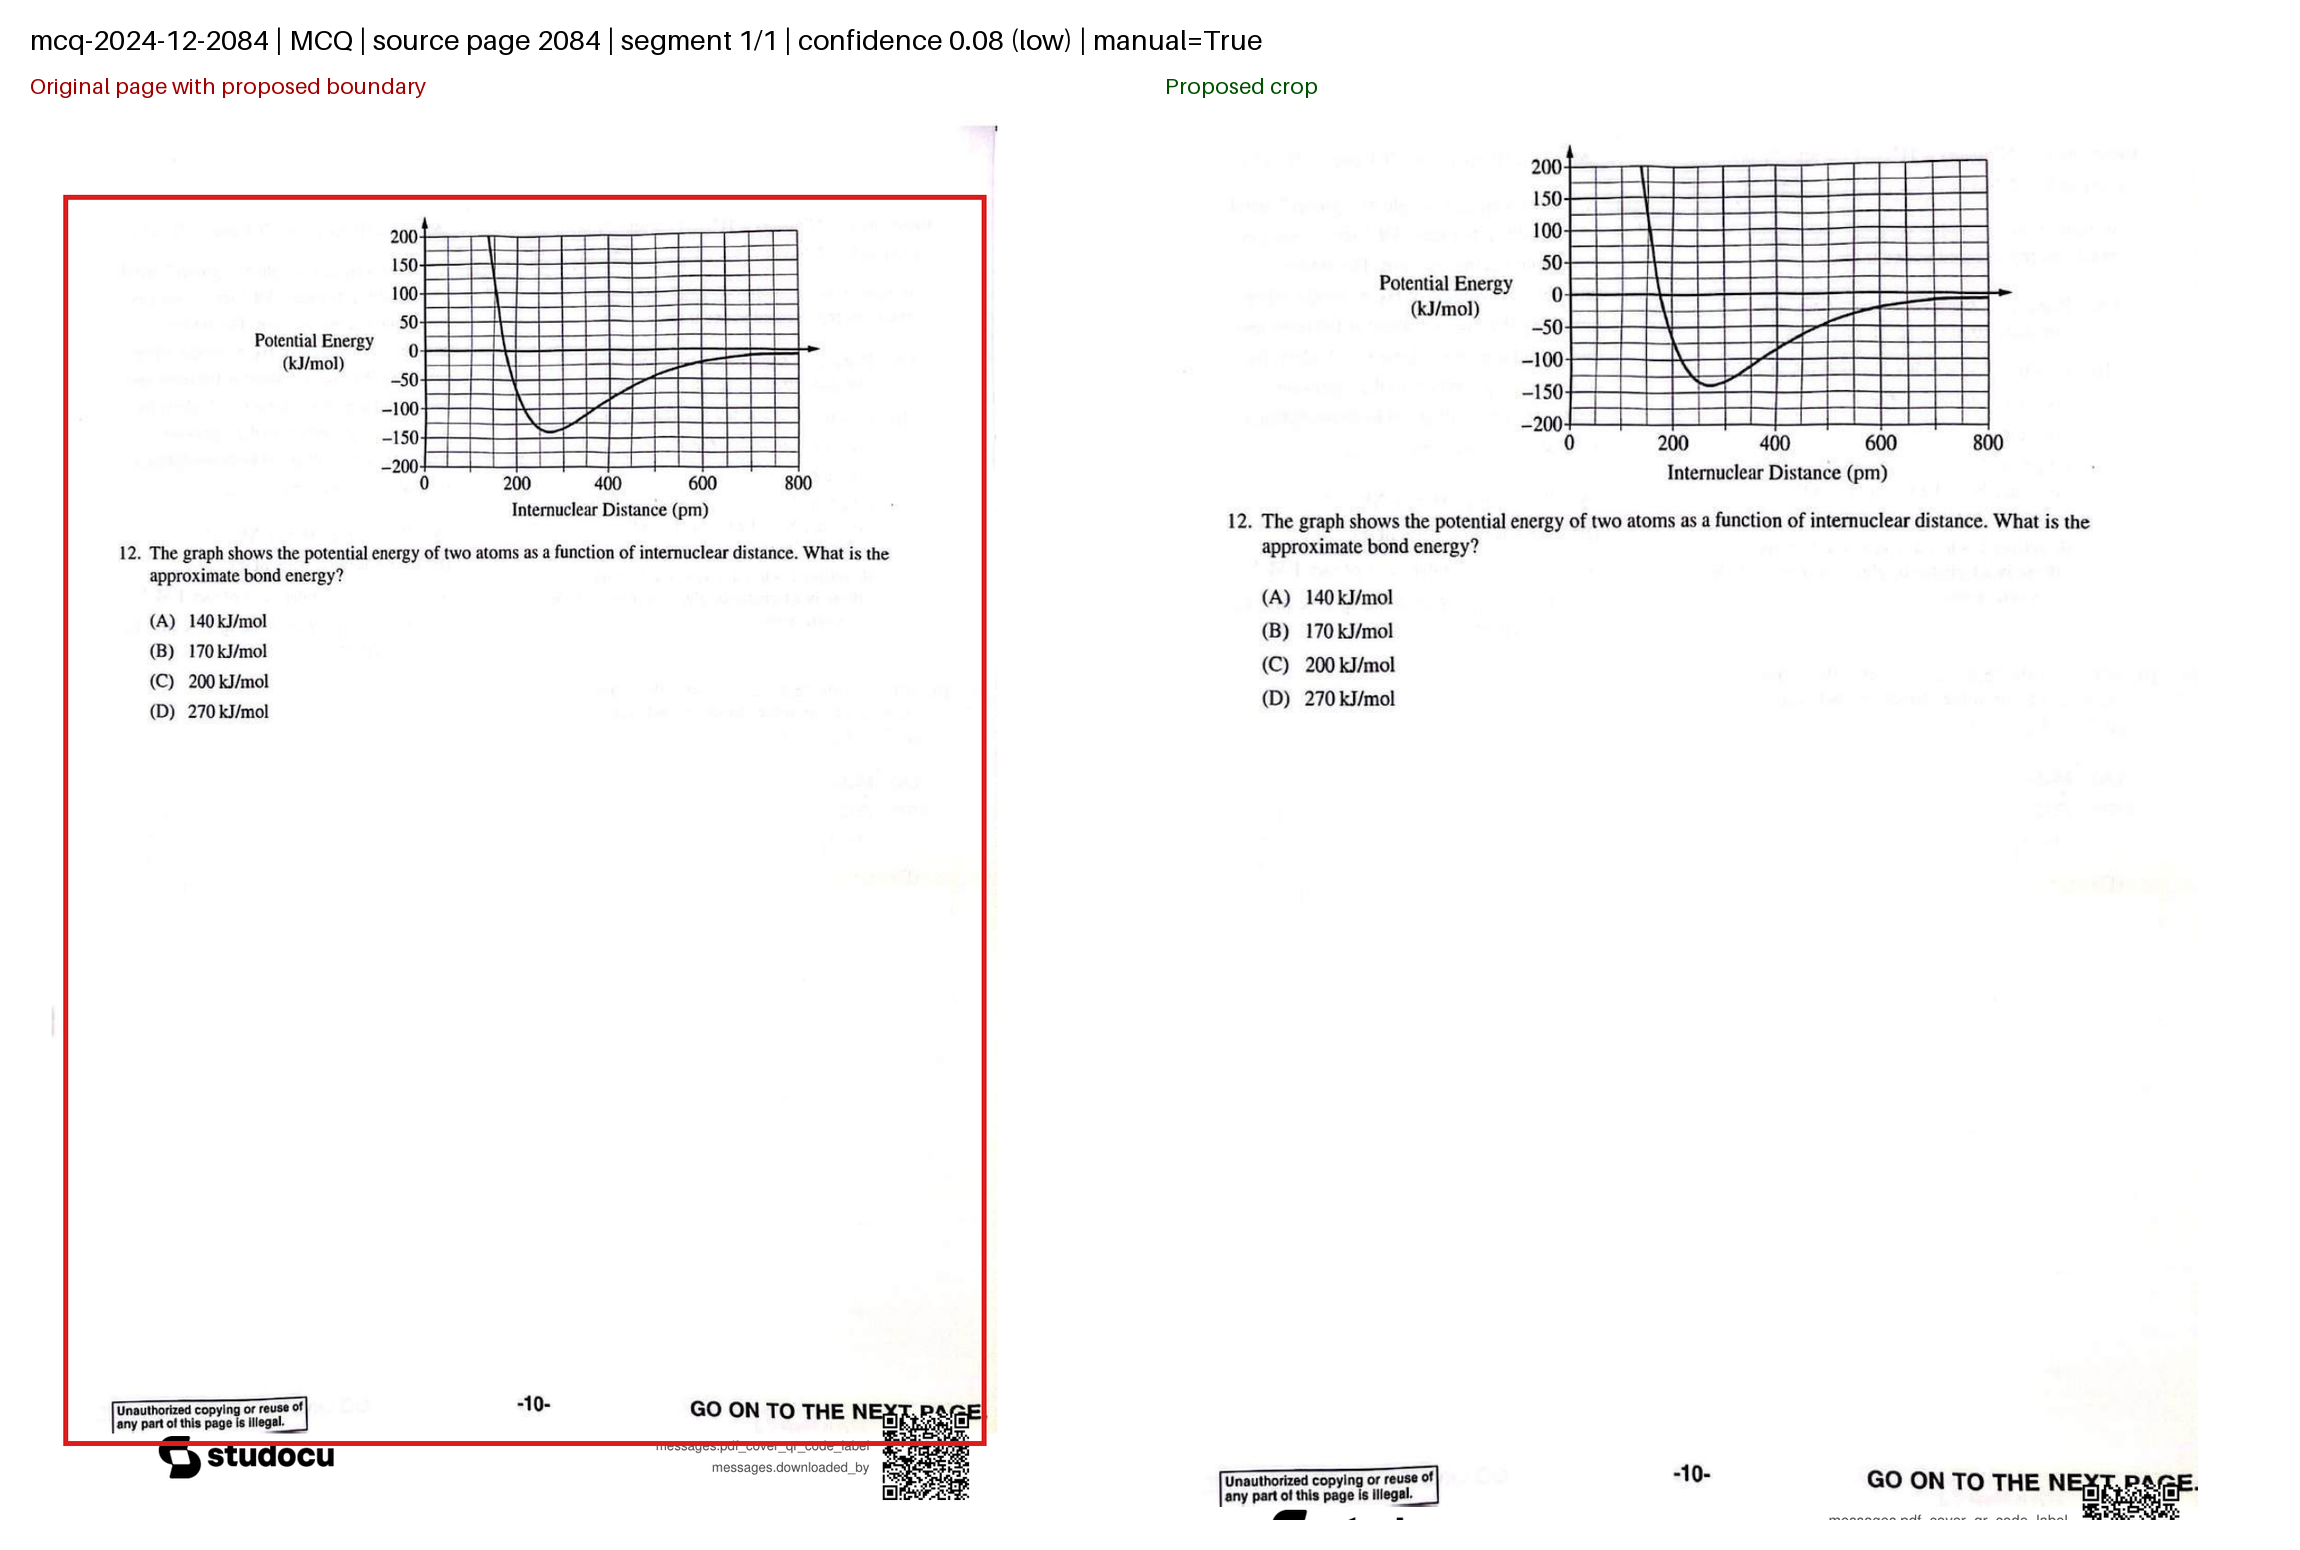 mcq-2024-12-2084 | MCQ | source page 2084 | segment 1/1 | confidence 0.08 (low) | manual=True
Original page with proposed boundary
200
150
100
50
0
−50
−100
−150
−200
Potential Energy
(kJ/mol)
0 200 400 600 800
Internuclear Distance (pm)
12. The graph shows the potential energy of two atoms as a function of internuclear distance. What is the
approximate bond energy?
(A) 140 kJ/mol
(B) 170 kJ/mol
(C) 200 kJ/mol
(D) 270 kJ/mol
Unauthorized copying or reuse of
any part of this page is illegal.
-10-
GO ON TO THE NEXT PAGE.
studocu
messages.pdf_cover_qr_code_label
messages.downloaded_by
Proposed crop
200
150
100
50
0
−50
−100
−150
−200
Potential Energy
(kJ/mol)
0 200 400 600 800
Internuclear Distance (pm)
12. The graph shows the potential energy of two atoms as a function of internuclear distance. What is the
approximate bond energy?
(A) 140 kJ/mol
(B) 170 kJ/mol
(C) 200 kJ/mol
(D) 270 kJ/mol
Unauthorized copying or reuse of
any part of this page is illegal.
-10-
GO ON TO THE NEXT PAGE.
messages.pdf_cover_qr_code_label